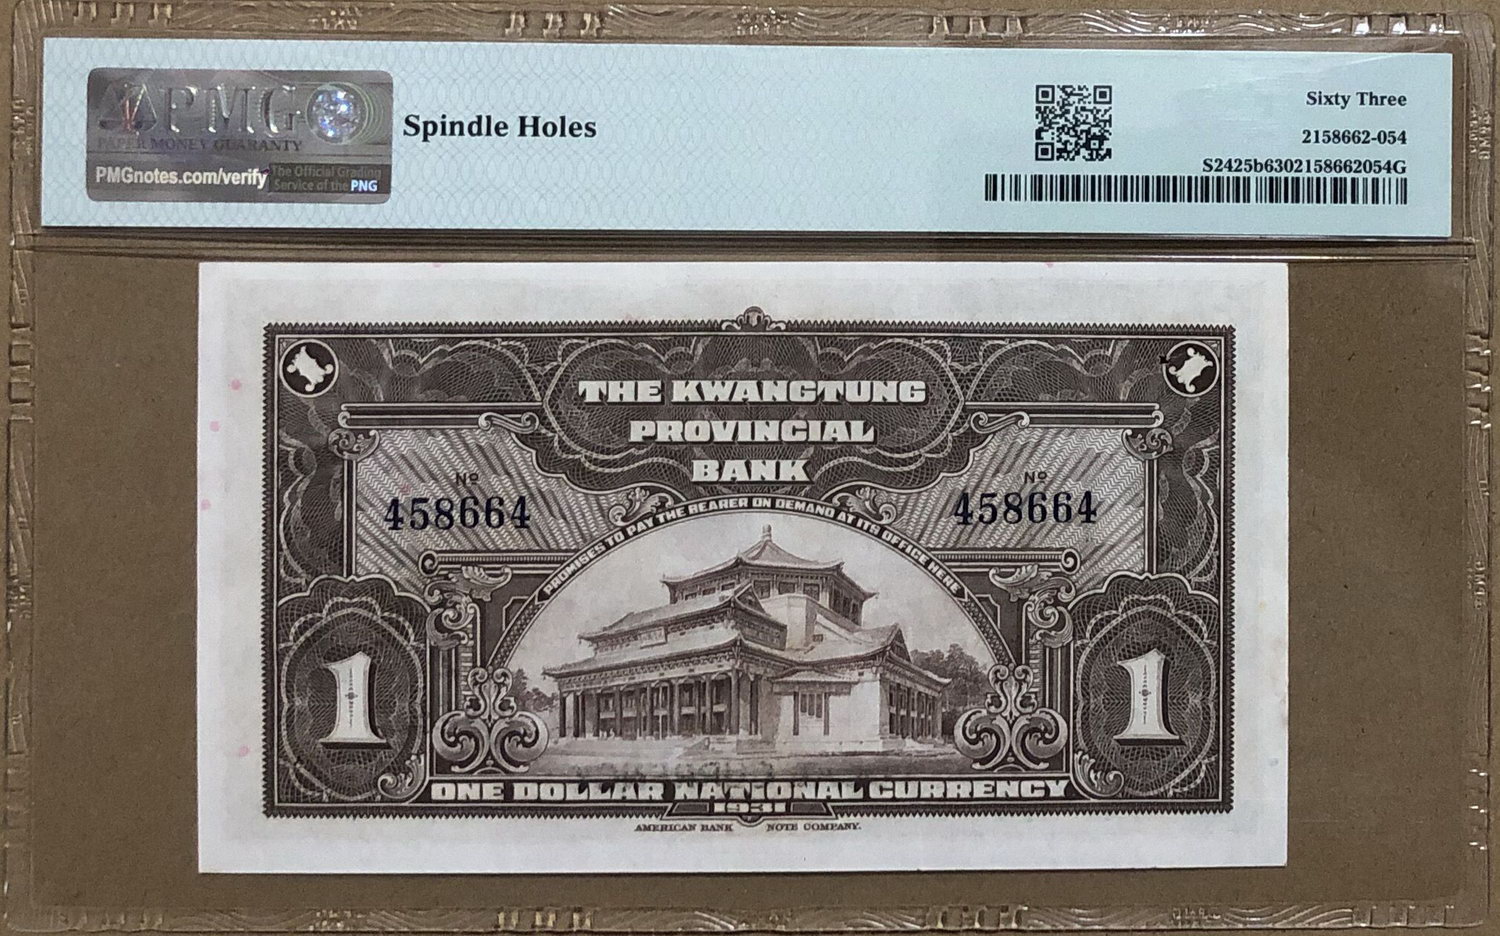 PMG
PAPER MONEY GUARANTY
PMGnotes.com/verify
The Official Grading
Service of the PNG
Spindle Holes
Sixty Three
2158662-054
S2425b6302158662054G
THE KWANGTUNG
PROVINCIAL
BANK
Nº
458664
Nº
458664
PROMISES TO PAY THE BEARER ON DEMAND AT ITS OFFICE HERE
1
1
ONE DOLLAR NATIONAL CURRENCY
1931
AMERICAN BANK NOTE COMPANY.